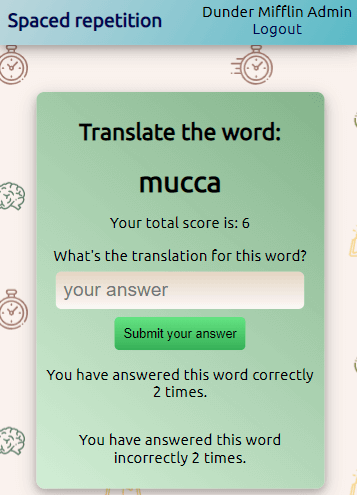 Spaced repetition
Dunder Mifflin Admin
Logout
Translate the word:
mucca
Your total score is: 6
What's the translation for this word?
your answer
Submit your answer
You have answered this word correctly
2 times.
You have answered this word
incorrectly 2 times.